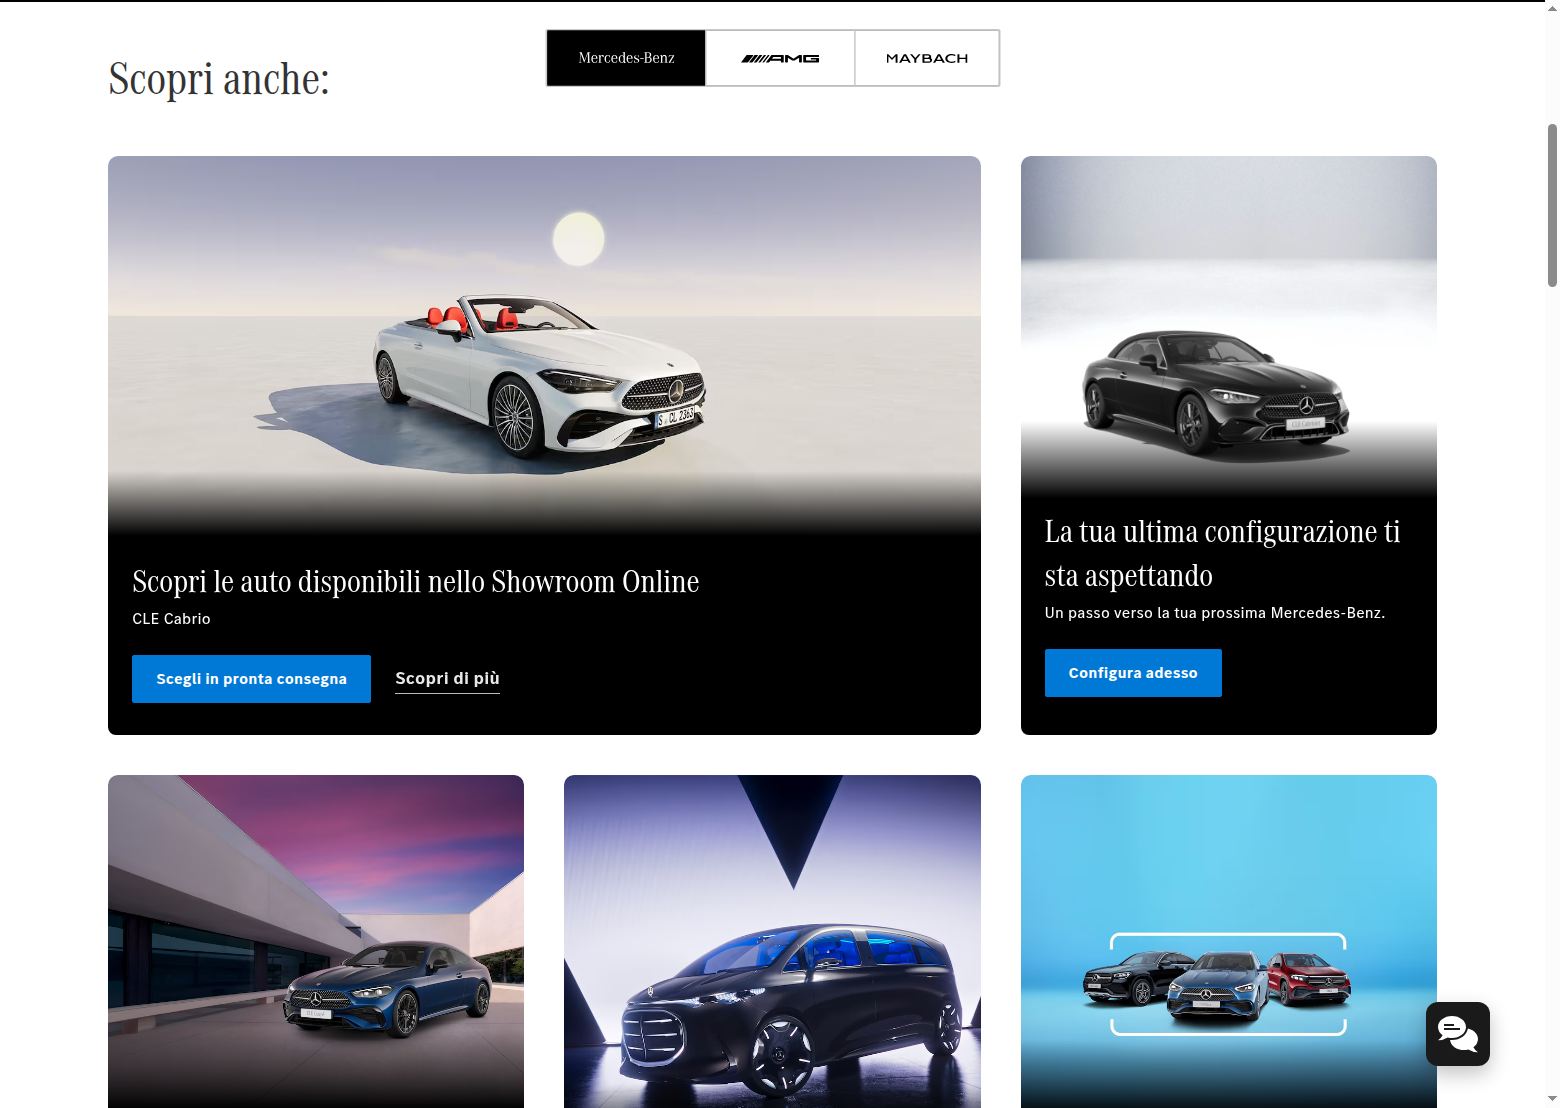 Scopri anche:
Mercedes-Benz
AMG
MAYBACH
Scopri le auto disponibili nello Showroom Online
CLE Cabrio
Scegli in pronta consegna
Scopri di più
La tua ultima configurazione ti
sta aspettando
Un passo verso la tua prossima Mercedes-Benz.
Configura adesso
S CL 2363